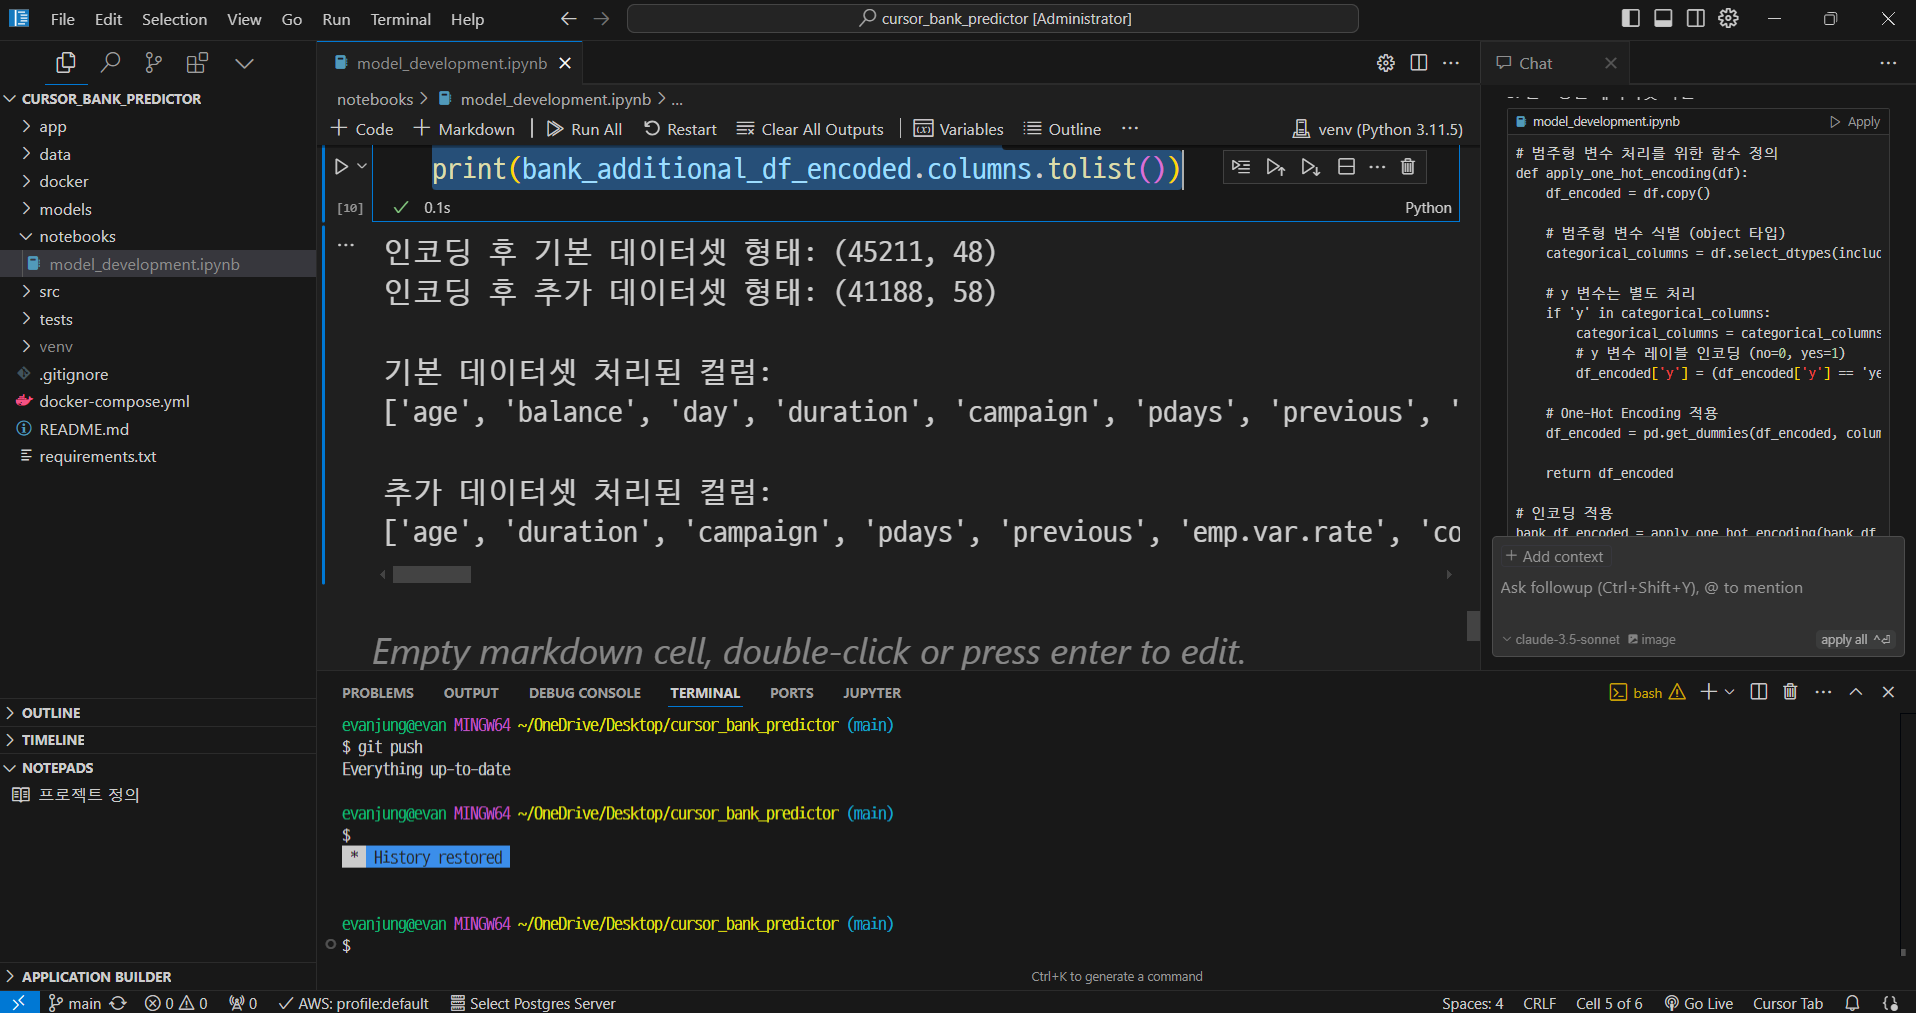 File Edit Selection View Go Run Terminal Help
cursor_bank_predictor [Administrator]
CURSOR_BANK_PREDICTOR
app
data
docker
models
notebooks
model_development.ipynb
src
tests
venv
.gitignore
docker-compose.yml
README.md
requirements.txt
OUTLINE
TIMELINE
NOTEPADS
프로젝트 정의
APPLICATION BUILDER
model_development.ipynb
notebooks > model_development.ipynb > ...
Code Markdown Run All Restart Clear All Outputs Variables Outline ... venv (Python 3.11.5)
print(bank_additional_df_encoded.columns.tolist())
[10] 0.1s Python
인코딩 후 기본 데이터셋 형태: (45211, 48)
인코딩 후 추가 데이터셋 형태: (41188, 58)
기본 데이터셋 처리된 컬럼:
['age', 'balance', 'day', 'duration', 'campaign', 'pdays', 'previous', '
추가 데이터셋 처리된 컬럼:
['age', 'duration', 'campaign', 'pdays', 'previous', 'emp.var.rate', 'co
Empty markdown cell, double-click or press enter to edit.
Chat
model_development.ipynb Apply
# 범주형 변수 처리를 위한 함수 정의
def apply_one_hot_encoding(df):
df_encoded = df.copy()
# 범주형 변수 식별 (object 타입)
categorical_columns = df.select_dtypes(includ
# y 변수는 별도 처리
if 'y' in categorical_columns:
categorical_columns = categorical_columns
# y 변수 레이블 인코딩 (no=0, yes=1)
df_encoded['y'] = (df_encoded['y'] == 'ye
# One-Hot Encoding 적용
df_encoded = pd.get_dummies(df_encoded, colum
return df_encoded
# 인코딩 적용
bank_df_encoded = apply_one_hot_encoding(bank_df
+ Add context
Ask followup (Ctrl+Shift+Y), @ to mention
claude-3.5-sonnet image apply all
PROBLEMS OUTPUT DEBUG CONSOLE TERMINAL PORTS JUPYTER
bash
evanjung@evan MINGW64 ~/OneDrive/Desktop/cursor_bank_predictor (main)
$ git push
Everything up-to-date
evanjung@evan MINGW64 ~/OneDrive/Desktop/cursor_bank_predictor (main)
$
* History restored
evanjung@evan MINGW64 ~/OneDrive/Desktop/cursor_bank_predictor (main)
$
Ctrl+K to generate a command
main 0 0 0 AWS: profile:default Select Postgres Server Spaces: 4 CRLF Cell 5 of 6 Go Live Cursor Tab